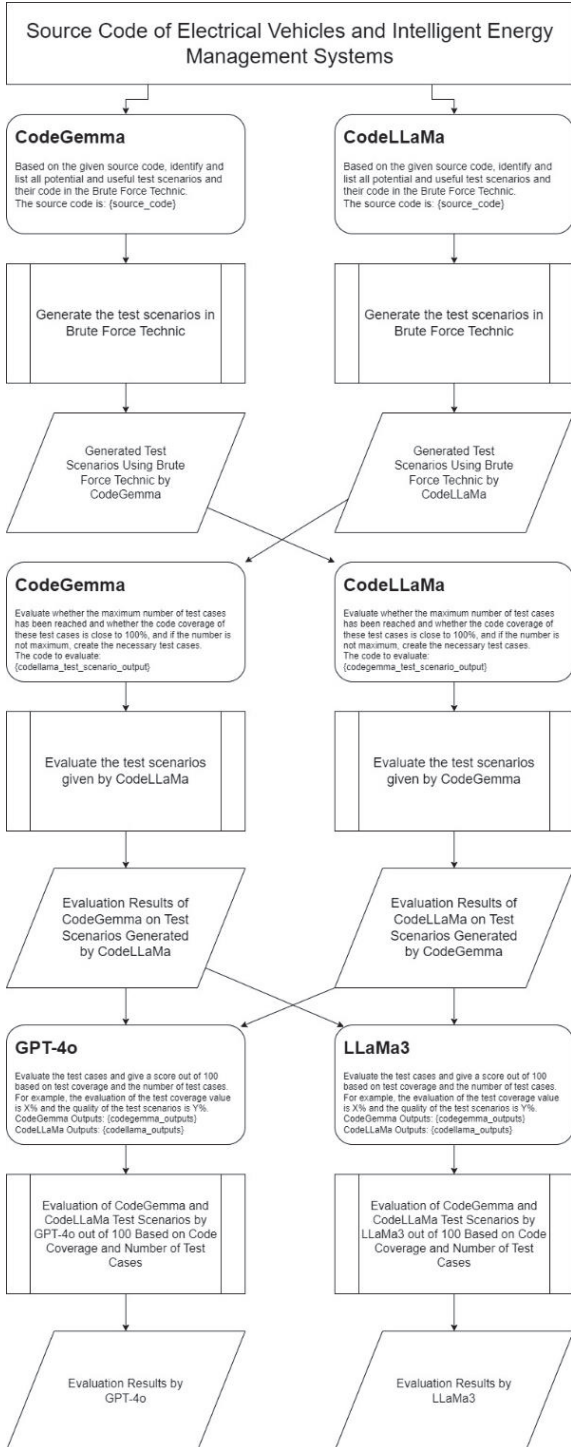 Source Code of Electrical Vehicles and Intelligent Energy
Management Systems
CodeGemma
Based on the given source code, identify and
list all potential and useful test scenarios and
their code in the Brute Force Technic.
The source code is: {source_code}
CodeLLaMa
Based on the given source code, identify and
list all potential and useful test scenarios and
their code in the Brute Force Technic.
The source code is: {source_code}
Generate the test scenarios in
Brute Force Technic
Generate the test scenarios in
Brute Force Technic
Generated Test
Scenarios Using Brute
Force Technic by
CodeGemma
Generated Test
Scenarios Using Brute
Force Technic by
CodeLLaMa
CodeGemma
Evaluate whether the maximum number of test cases
has been reached and whether the code coverage of
these test cases is close to 100%, and if the number is
not maximum, create the necessary test cases.
The code to evaluate:
{codellama_test_scenario_output}
CodeLLaMa
Evaluate whether the maximum number of test cases
has been reached and whether the code coverage of
these test cases is close to 100%, and if the number is
not maximum, create the necessary test cases.
The code to evaluate:
{codegemma_test_scenario_output}
Evaluate the test scenarios
given by CodeLLaMa
Evaluate the test scenarios
given by CodeGemma
Evaluation Results of
CodeGemma on Test
Scenarios Generated
by CodeLLaMa
Evaluation Results of
CodeLLaMa on Test
Scenarios Generated
by CodeGemma
GPT-4o
Evaluate the test cases and give a score out of 100
based on test coverage and the number of test cases.
For example, the evaluation of the test coverage value
is X% and the quality of the test scenarios is Y%.
CodeGemma Outputs: {codegemma_outputs}
CodeLLaMa Outputs: {codellama_outputs}
LLaMa3
Evaluate the test cases and give a score out of 100
based on test coverage and the number of test cases.
For example, the evaluation of the test coverage value
is X% and the quality of the test scenarios is Y%.
CodeGemma Outputs: {codegemma_outputs}
CodeLLaMa Outputs: {codellama_outputs}
Evaluation of CodeGemma and
CodeLLaMa Test Scenarios by
GPT-4o out of 100 Based on Code
Coverage and Number of Test
Cases
Evaluation of CodeGemma and
CodeLLaMa Test Scenarios by
LLaMa3 out of 100 Based on Code
Coverage and Number of Test
Cases
Evaluation Results by
GPT-4o
Evaluation Results by
LLaMa3